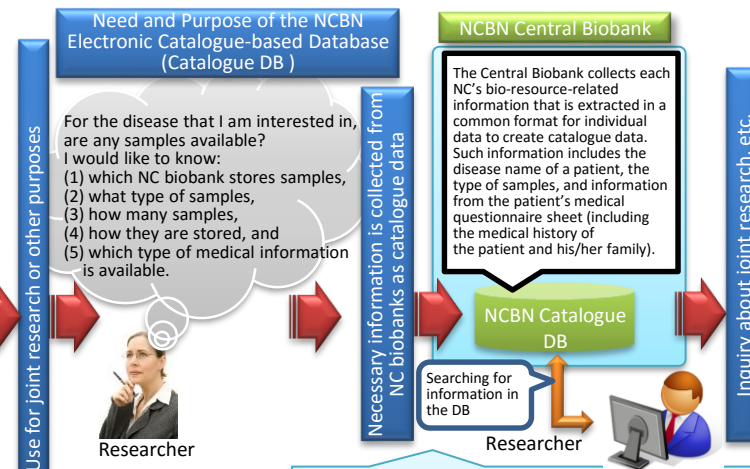 Need and Purpose of the NCBN
Electronic Catalogue-based Database
(Catalogue DB )
Use for joint research or other purposes
For the disease that I am interested in,
are any samples available?
I would like to know:
(1) which NC biobank stores samples,
(2) what type of samples,
(3) how many samples,
(4) how they are stored, and
(5) which type of medical information
is available.
Researcher
Necessary information is collected from
NC biobanks as catalogue data
NCBN Central Biobank
The Central Biobank collects each
NC's bio-resource-related
information that is extracted in a
common format for individual
data to create catalogue data.
Such information includes the
disease name of a patient, the
type of samples, and information
from the patient's medical
questionnaire sheet (including
the medical history of
the patient and his/her family).
NCBN Catalogue
DB
Searching for
information in
the DB
Researcher
Inquiry about joint research, etc.